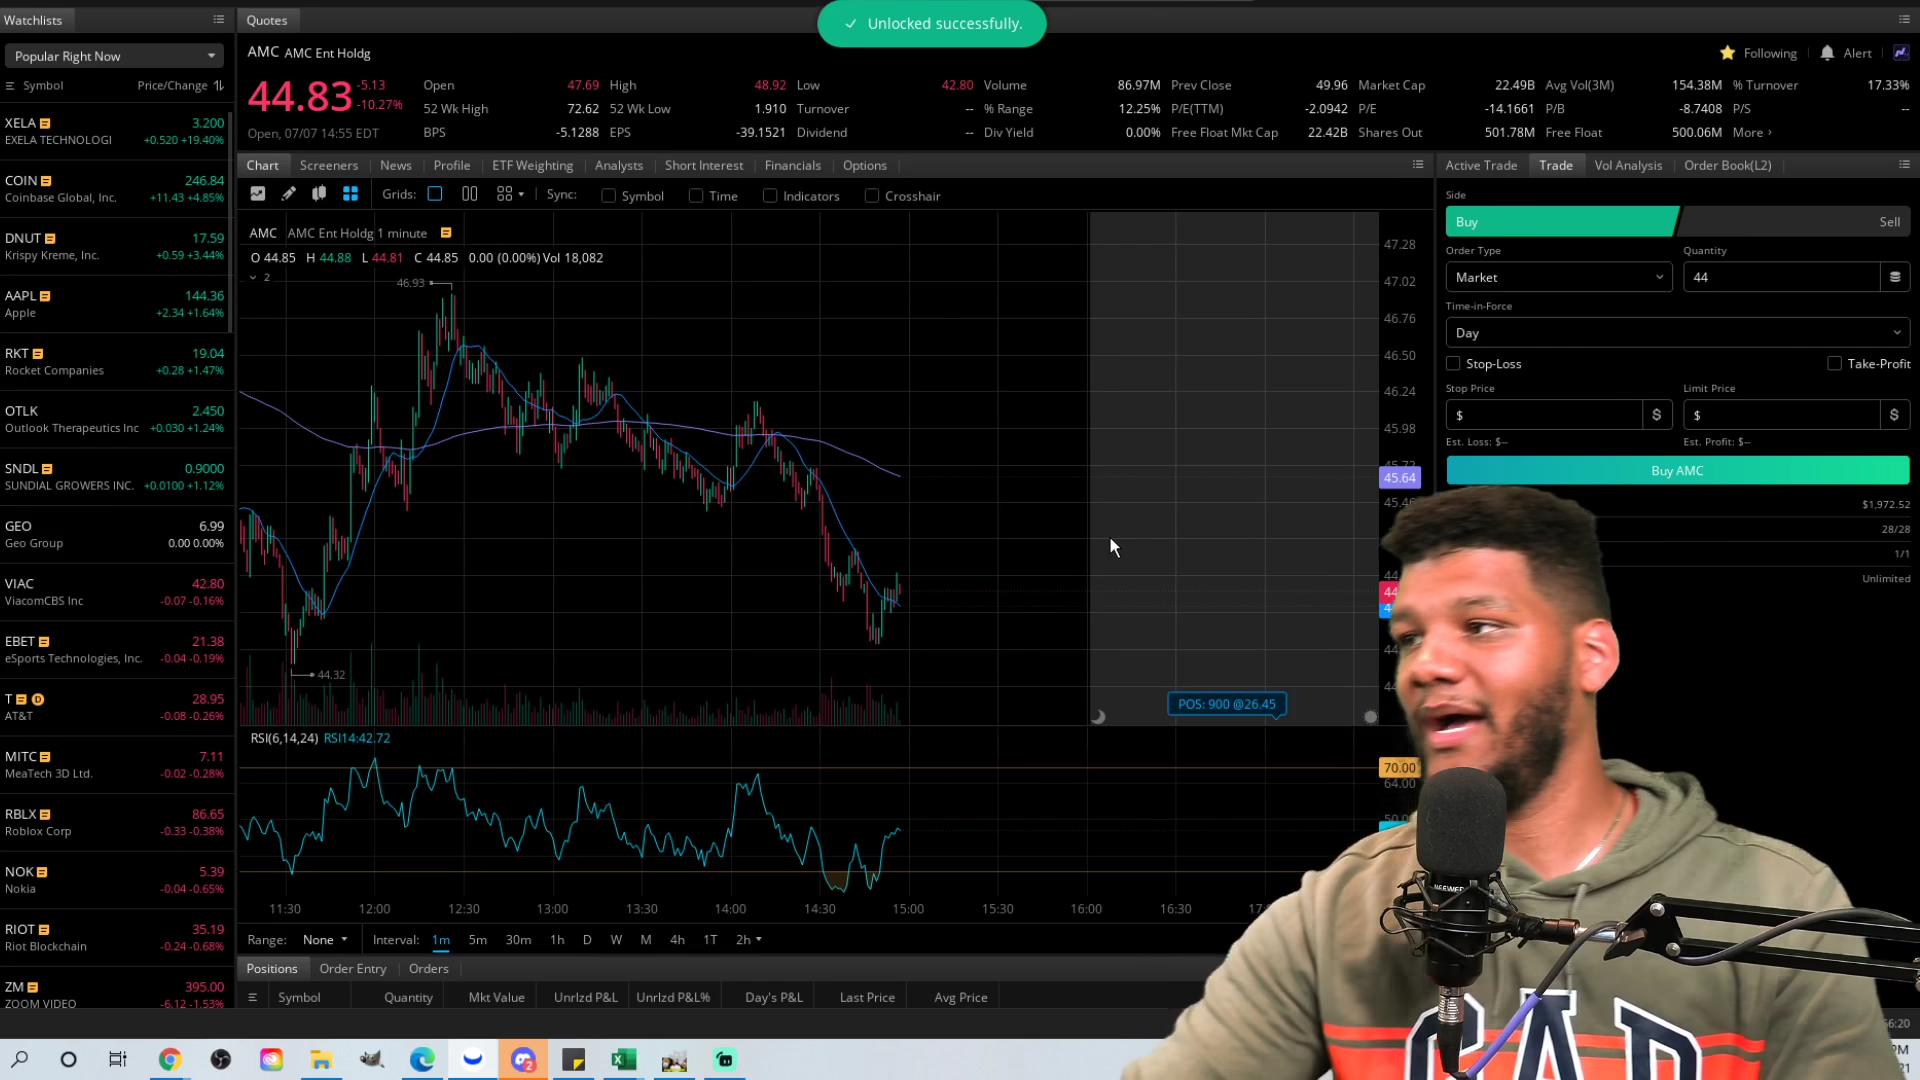 Watchlists
Quotes
Unlocked successfully.
Popular Right Now
Symbol Price/Change
XELA 3.200
EXELA TECHNOLOGI +0.520 +19.40%
COIN 246.84
Coinbase Global, Inc. +11.43 +4.85%
DNUT 17.59
Krispy Kreme, Inc. +0.59 +3.44%
AAPL 144.36
Apple +2.34 +1.64%
RKT 19.04
Rocket Companies +0.28 +1.47%
OTLK 2.450
Outlook Therapeutics Inc +0.030 +1.24%
SNDL 0.9000
SUNDIAL GROWERS INC. +0.0100 +1.12%
GEO 6.99
Geo Group 0.00 0.00%
VIAC 42.80
ViacomCBS Inc -0.07 -0.16%
EBET 21.38
eSports Technologies, Inc. -0.04 -0.19%
T D 28.95
AT&T -0.08 -0.26%
MITC 7.11
MeaTech 3D Ltd. -0.02 -0.28%
RBLX 86.65
Roblox Corp -0.33 -0.38%
NOK 5.39
Nokia -0.04 -0.65%
RIOT 35.19
Riot Blockchain -0.24 -0.68%
ZM 395.00
ZOOM VIDEO -6.12 -1.53%
AMC AMC Ent Holdg
Following Alert
44.83 -5.13
-10.27%
Open, 07/07 14:55 EDT
Open 47.69 High 48.92 Low 42.80 Volume 86.97M Prev Close 49.96 Market Cap 22.49B Avg Vol(3M) 154.38M % Turnover 17.33%
52 Wk High 72.62 52 Wk Low 1.910 Turnover -- % Range 12.25% P/E(TTM) -2.0942 P/E -14.1661 P/B -8.7408 P/S --
BPS -5.1288 EPS -39.1521 Dividend -- Div Yield 0.00% Free Float Mkt Cap 22.42B Shares Out 501.78M Free Float 500.06M More ›
Chart Screeners News Profile ETF Weighting Analysts Short Interest Financials Options
Grids: Sync: Symbol Time Indicators Crosshair
AMC AMC Ent Holdg 1 minute
O 44.85 H 44.88 L 44.81 C 44.85 0.00 (0.00%) Vol 18,082
2
46.93
44.32
47.28
47.02
46.76
46.50
46.24
45.98
45.64
POS: 900 @26.45
RSI(6,14,24) RSI14:42.72
70.00
64.00
11:30 12:00 12:30 13:00 13:30 14:00 14:30 15:00 15:30 16:00 16:30
Range: None Interval: 1m 5m 30m 1h D W M 4h 1T 2h
Positions Order Entry Orders
Symbol Quantity Mkt Value Unrlzd P&L Unrlzd P&L% Day's P&L Last Price Avg Price
Active Trade Trade Vol Analysis Order Book(L2)
Side
Buy Sell
Order Type Quantity
Market 44
Time-in-Force
Day
Stop-Loss Take-Profit
Stop Price Limit Price
$ $ $ $
Est. Loss: $-- Est. Profit: $--
Buy AMC
$1,972.52
28/28
1/1
Unlimited
NEEWER
GAP
2